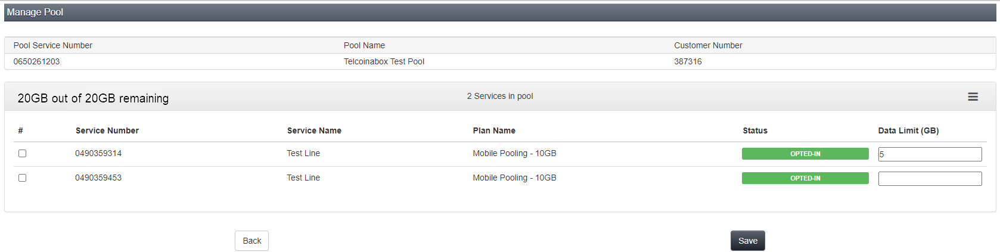 Manage Pool
Pool Service Number Pool Name Customer Number
0650261203 Telcoinabox Test Pool 387316
20GB out of 20GB remaining 2 Services in pool
# Service Number Service Name Plan Name Status Data Limit (GB)
0490359314 Test Line Mobile Pooling - 10GB OPTED-IN 5
0490359453 Test Line Mobile Pooling - 10GB OPTED-IN
Back Save